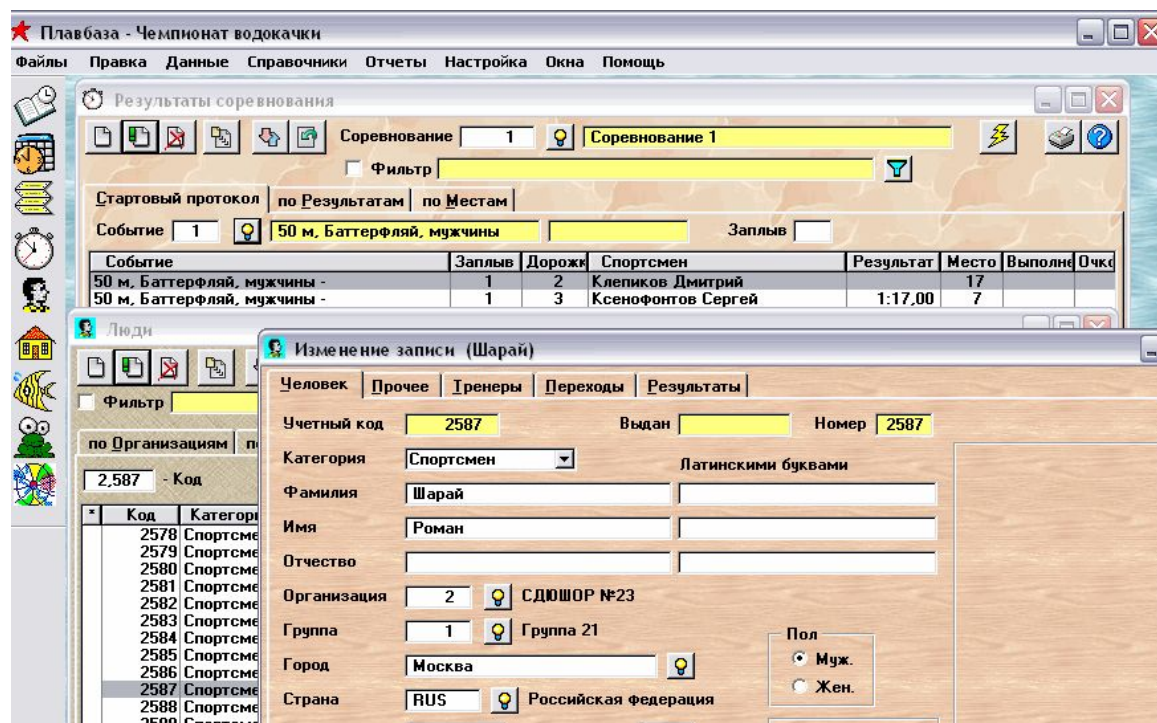 Плавбаза - Чемпионат водокачки
Файлы Правка Данные Справочники Отчеты Настройка Окна Помощь
Результаты соревнования
Соревнование 1 Соревнование 1
Фильтр
Стартовый протокол по Результатам по Местам
Событие 1 50 м, Баттерфляй, мужчины Заплыв
Событие Заплыв Дорожк Спортсмен Результат Место Выполне Очко
50 м, Баттерфляй, мужчины - 1 2 Клепиков Дмитрий 17
50 м, Баттерфляй, мужчины - 1 3 Ксенофонтов Сергей 1:17,00 7
Люди
Фильтр
по Организациям
2,587 - Код
* Код Категор
2578 Спортсме
2579 Спортсме
2580 Спортсме
2581 Спортсме
2582 Спортсме
2583 Спортсме
2584 Спортсме
2585 Спортсме
2586 Спортсме
2587 Спортсме
2588 Спортсме
Изменение записи (Шарай)
Человек Прочее Тренеры Переходы Результаты
Учетный код 2587 Выдан Номер 2587
Категория Спортсмен Латинскими буквами
Фамилия Шарай
Имя Роман
Отчество
Организация 2 СДЮШОР №23
Группа 1 Группа 21
Пол
Город Москва Муж.
Жен.
Страна RUS Российская Федерация